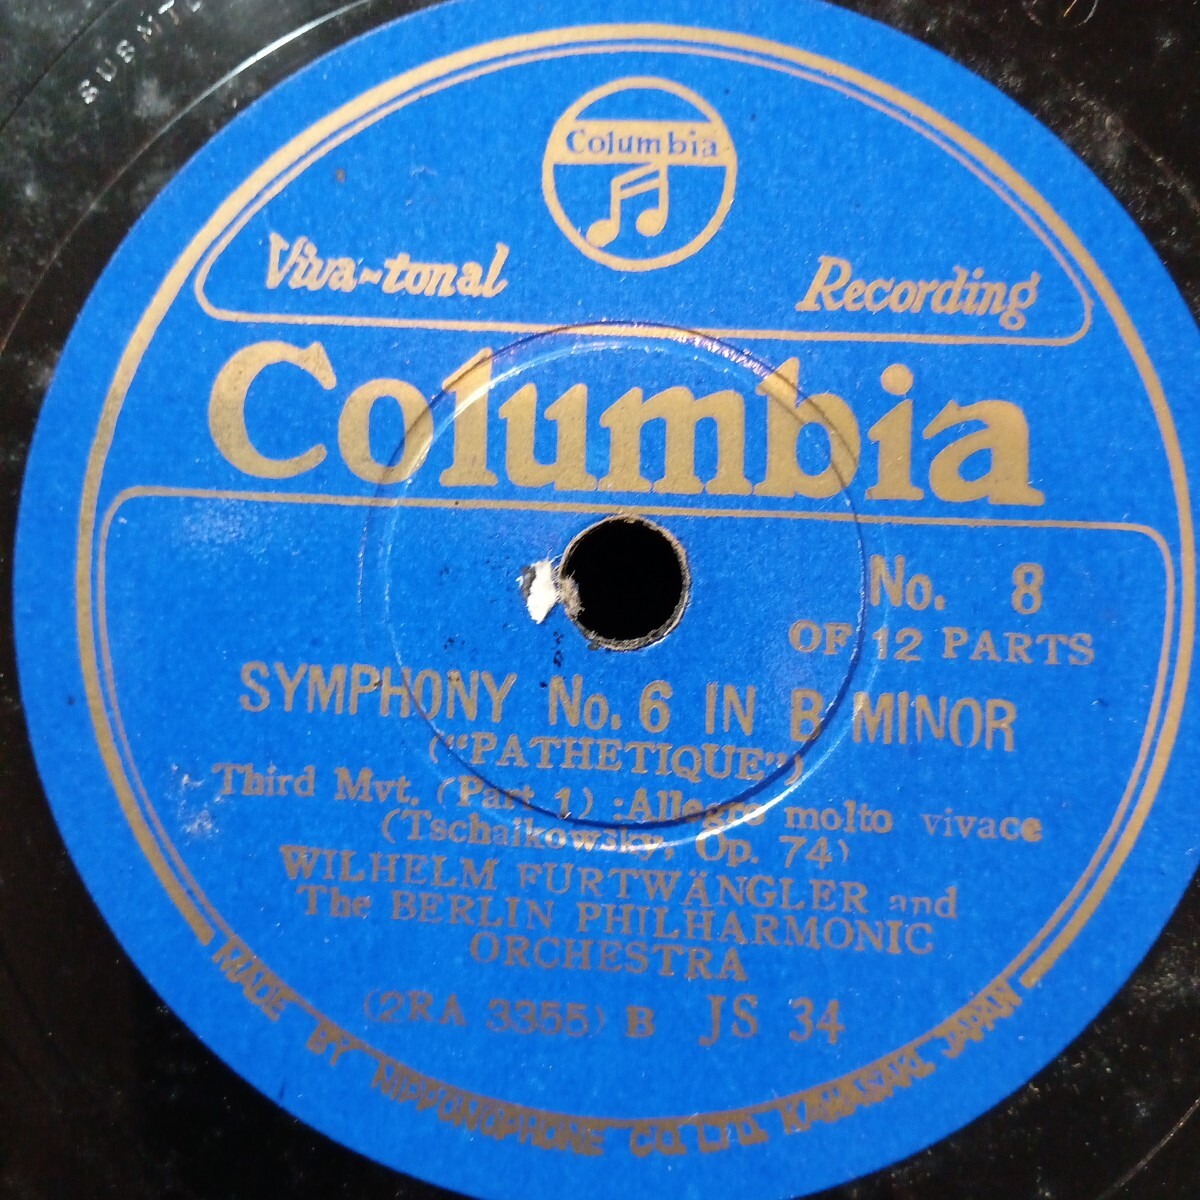 Columbia
Viva-tonal Recording
Columbia
No. 8
OF 12 PARTS
SYMPHONY No. 6 IN B MINOR
("PATHETIQUE")
Third Mvt. (Part 1) :Allegro molto vivace
(Tschaikowsky, Op. 74)
WILHELM FURTWÄNGLER and
The BERLIN PHILHARMONIC
ORCHESTRA
(2RA 3355) B JS 34
MADE BY NIPPONOPHONE CO. LTD. KAWASAKI, JAPAN